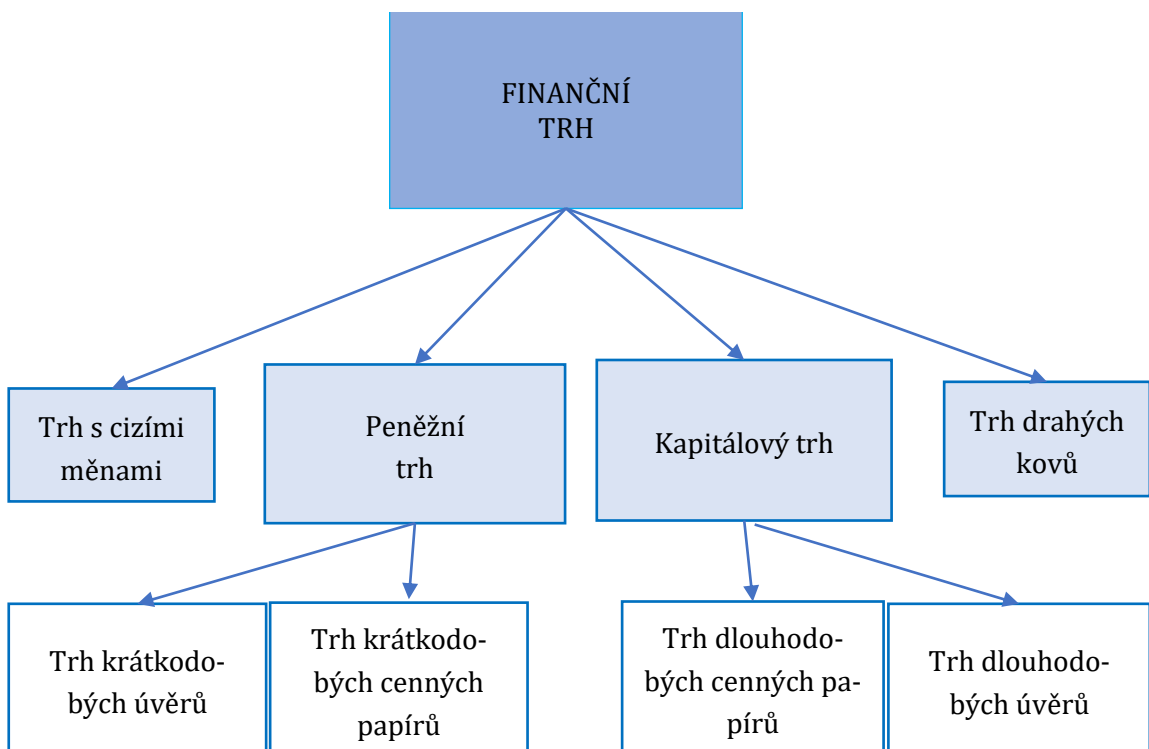 FINANČNÍ
TRH
Trh s cizími
měnami
Peněžní
trh
Kapitálový trh
Trh drahých
kovů
Trh krátkodo-
bých úvěrů
Trh krátkodo-
bých cenných
papírů
Trh dlouhodo-
bých cenných pa-
pírů
Trh dlouhodo-
bých úvěrů